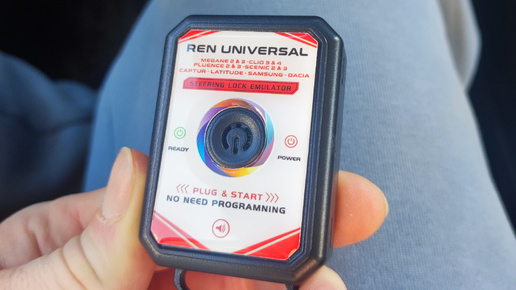 REN UNIVERSAL
MEGANE 2 & 3 - CLIO 3 & 4
FLUENCE 2 & 3 - SCENIC 2 & 3
CAPTUR - LATITUDE - SAMSUNG - DACIA
STEERING LOCK EMULATOR
READY
POWER
PLUG & START
NO NEED PROGRAMNING